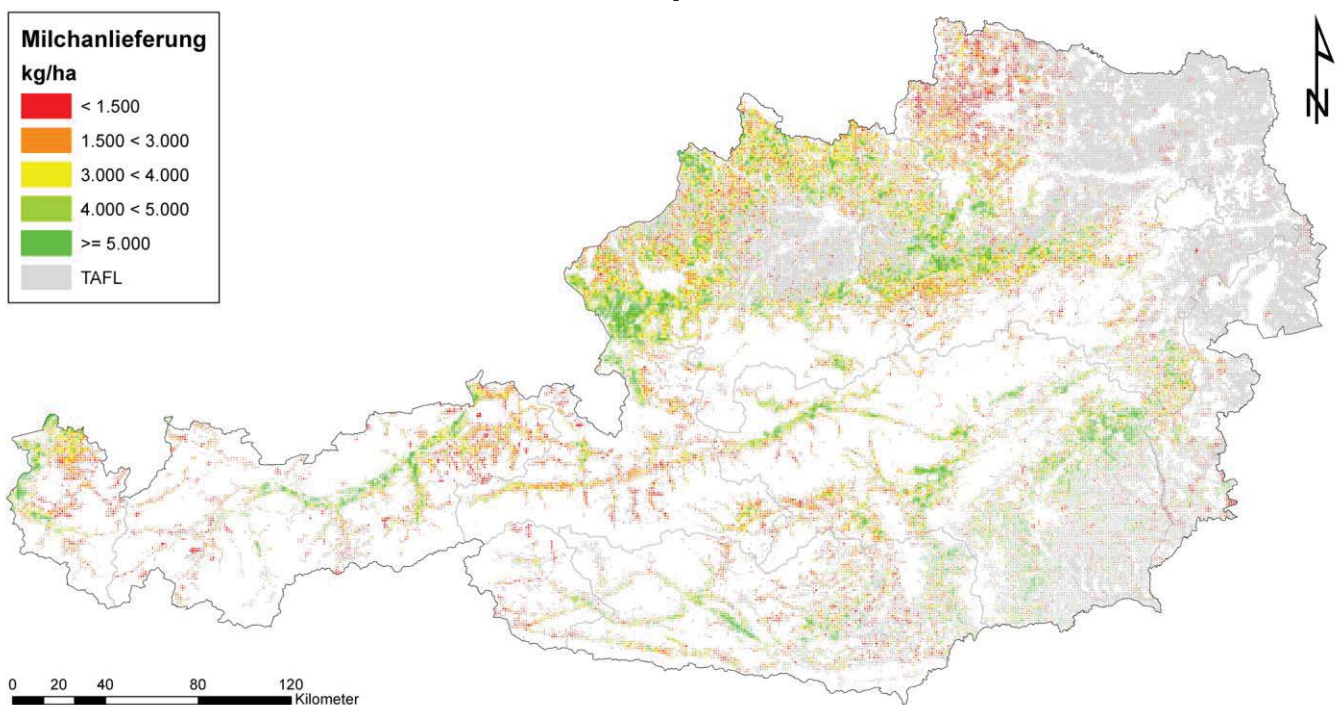 Milchanlieferung
kg/ha
< 1.500
1.500 < 3.000
3.000 < 4.000
4.000 < 5.000
>= 5.000
TAFL
N
0 20 40 80 120
Kilometer